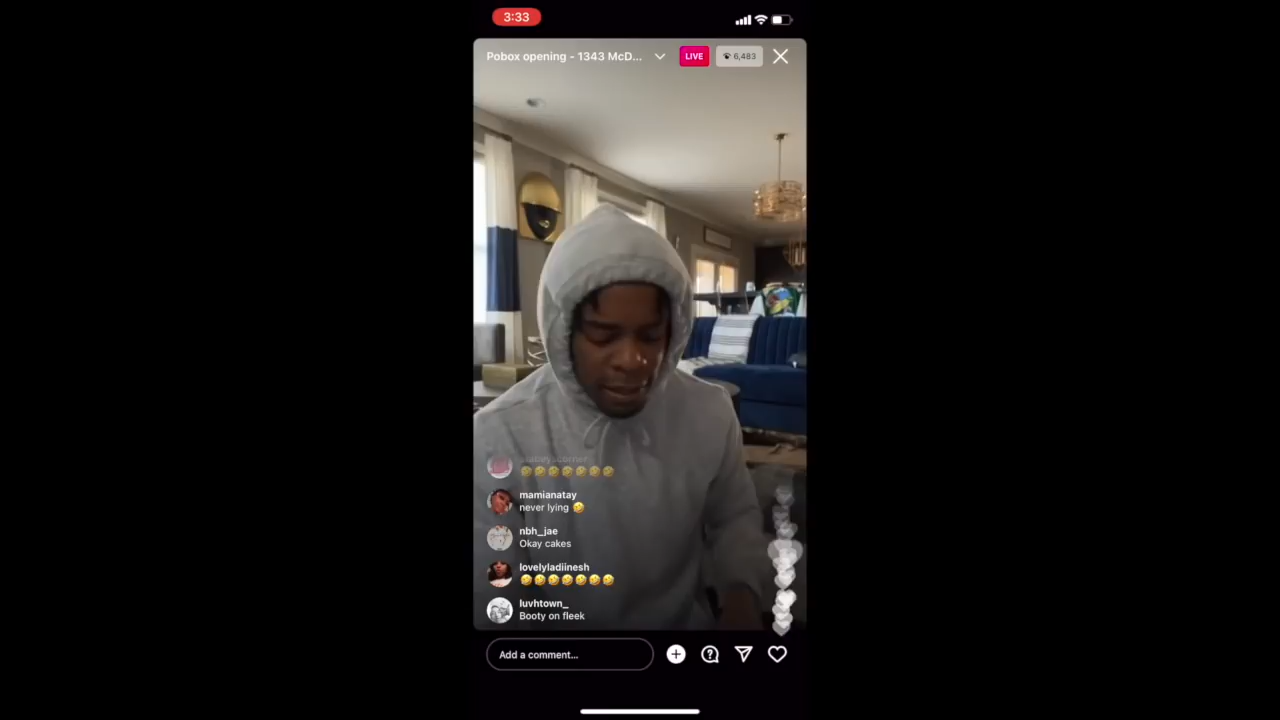 3:33
Pobox opening - 1343 McD...
LIVE
6,483
🤣🤣🤣🤣🤣🤣🤣
mamianatay
never lying 🤣
nbh_jae
Okay cakes
lovelyladiinesh
🤣🤣🤣🤣🤣🤣🤣
luvhtown_
Booty on fleek
Add a comment...